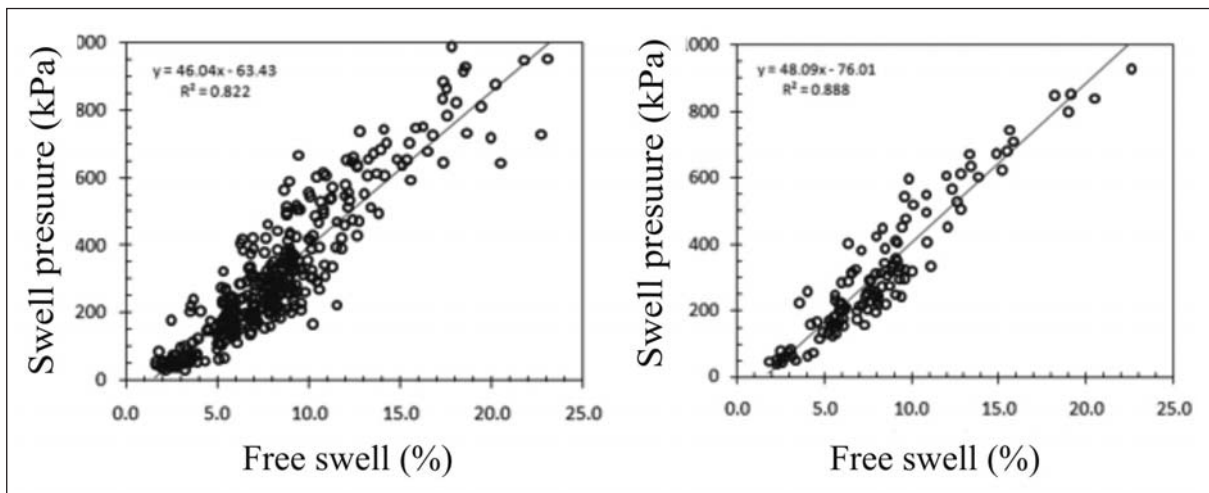 Swell presuure (kPa)
000
800
600
400
200
0
y = 46.04x - 63.43
R² = 0.822
0.0 5.0 10.0 15.0 20.0 25.0
Free swell (%)
Swell presuure (kPa)
1000
800
600
400
200
0
y = 48.09x - 76.01
R² = 0.888
0.0 5.0 10.0 15.0 20.0 25.0
Free swell (%)